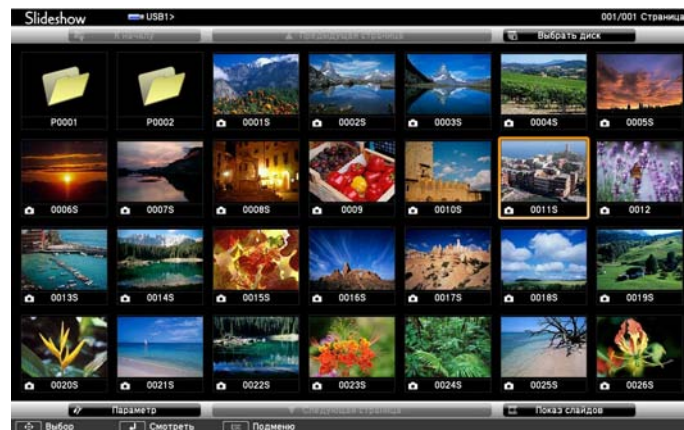 Slideshow USB1> 001/001 Страница
К началу Предыдущая страница Выбрать диск
P0001 P0002 0001S 0002S 0003S 0004S 0005S
0006S 0007S 0008S 0009 0010S 0011S 0012
0013S 0014S 0015S 0016S 0017S 0018S 0019S
0020S 0021S 0022S 0023S 0024S 0025S 0026S
Параметр Следующая страница Показ слайдов
Выбор Смотреть Esc Подменю